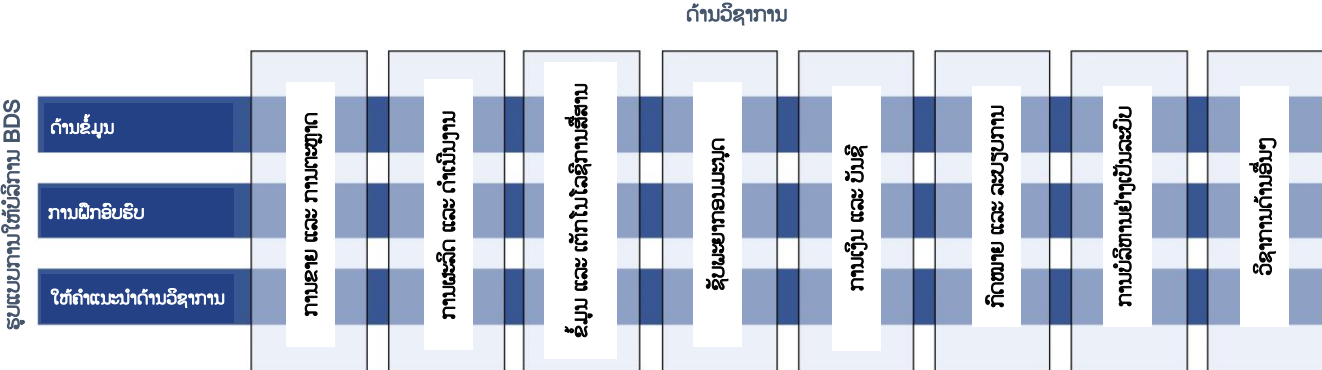 ດ້ານວິຊາການ
ຮູບແບບການໃຫ້ບໍລິການ BDS
ດ້ານຂໍ້ມູນ
ການຝຶກອົບຮົບ
ໃຫ້ຄໍາແນະນໍາດ້ານວິຊາການ
ການຂາຍ ແລະ ການຕະຫຼາດ
ການຜະລິດ ແລະ ດໍາເນີນງານ
ຂໍ້ມູນ ແລະ ເຕັກໂນໂລຊີການສື່ສານ
ຊັບພະຍາກອນມະນຸດ
ການເງິນ ແລະ ບັນຊີ
ກົດໝາຍ ແລະ ລະບຽບການ
ການບໍລິຫານຢ່າງເປັນລະບົບ
ວິຊາການດ້ານອື່ນໆ